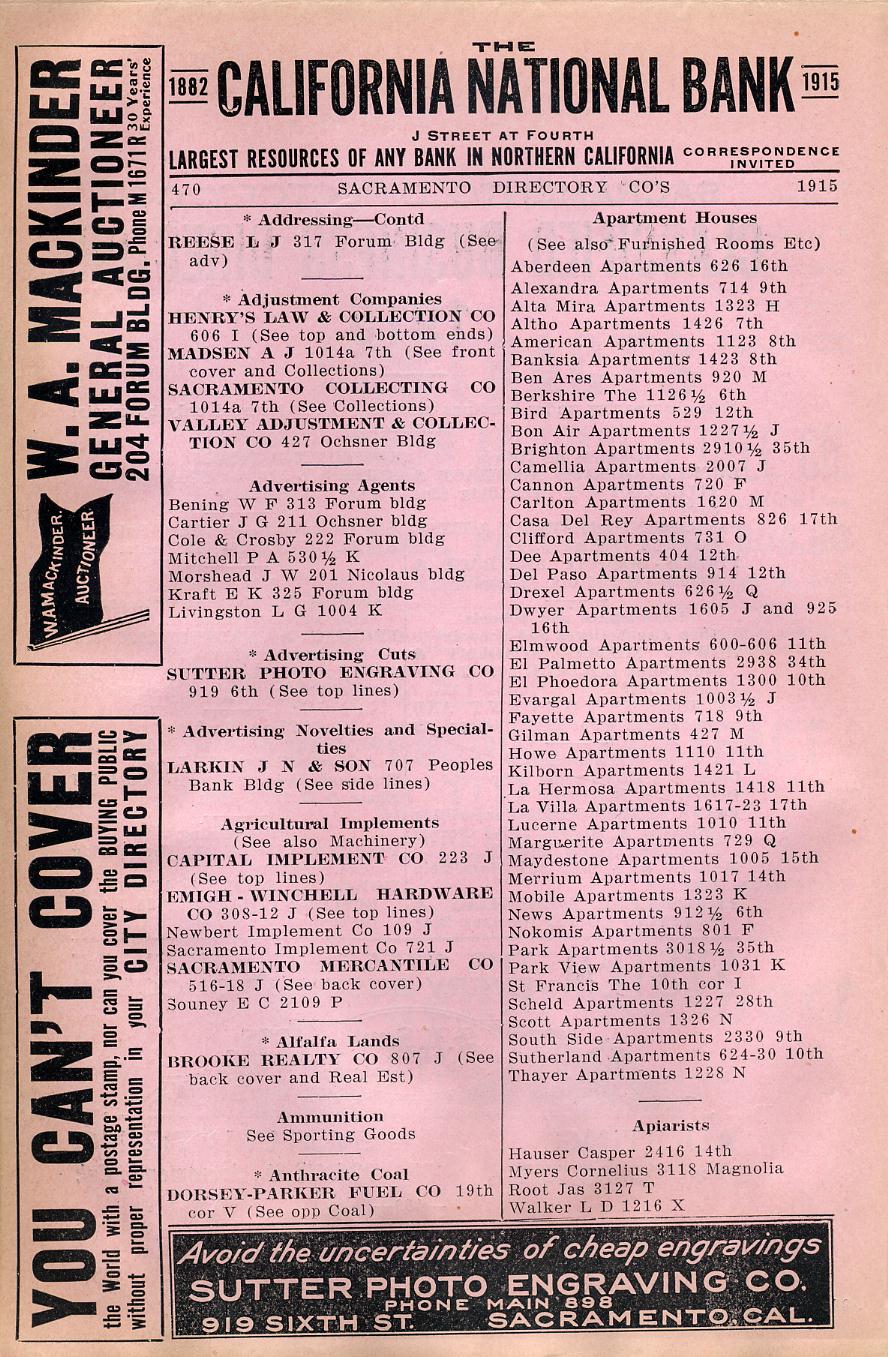 THE
1882 CALIFORNIA NATIONAL BANK 1915
J STREET AT FOURTH
LARGEST RESOURCES OF ANY BANK IN NORTHERN CALIFORNIA CORRESPONDENCE INVITED
470 SACRAMENTO DIRECTORY CO'S 1915
* Addressing—Contd
REESE L J 317 Forum Bldg (See
adv)
* Adjustment Companies
HENRY'S LAW & COLLECTION CO
606 I (See top and bottom ends)
MADSEN A J 1014a 7th (See front
cover and Collections)
SACRAMENTO COLLECTING CO
1014a 7th (See Collections)
VALLEY ADJUSTMENT & COLLEC-
TION CO 427 Ochsner Bldg
Advertising Agents
Bening W F 313 Forum bldg
Cartier J G 211 Ochsner bldg
Cole & Crosby 222 Forum bldg
Mitchell P A 530½ K
Morshead J W 201 Nicolaus bldg
Kraft E K 325 Forum bldg
Livingston L G 1004 K
* Advertising Cuts
SUTTER PHOTO ENGRAVING CO
919 6th (See top lines)
* Advertising Novelties and Special-
ties
LARKIN J N & SON 707 Peoples
Bank Bldg (See side lines)
Agricultural Implements
(See also Machinery)
CAPITAL IMPLEMENT CO 223 J
(See top lines)
EMIGH-WINCHELL HARDWARE
CO 308-12 J (See top lines)
Newbert Implement Co 109 J
Sacramento Implement Co 721 J
SACRAMENTO MERCANTILE CO
516-18 J (See back cover)
Souney E C 2109 P
* Alfalfa Lands
BROOKE REALTY CO 807 J (See
back cover and Real Est)
Ammunition
See Sporting Goods
* Anthracite Coal
DORSEY-PARKER FUEL CO 19th
cor V (See opp Coal)
Apartment Houses
(See also Furnished Rooms Etc)
Aberdeen Apartments 626 16th
Alexandra Apartments 714 9th
Alta Mira Apartments 1323 H
Altho Apartments 1426 7th
American Apartments 1123 8th
Banksia Apartments 1423 8th
Ben Ares Apartments 920 M
Berkshire The 1126½ 6th
Bird Apartments 529 12th
Bon Air Apartments 1227½ J
Brighton Apartments 2910½ 35th
Camellia Apartments 2007 J
Cannon Apartments 720 F
Carlton Apartments 1620 M
Casa Del Rey Apartments 826 17th
Clifford Apartments 731 O
Dee Apartments 404 12th
Del Paso Apartments 914 12th
Drexel Apartments 626½ Q
Dwyer Apartments 1605 J and 925
16th
Elmwood Apartments 600-606 11th
El Palmetto Apartments 2938 34th
El Phoedora Apartments 1300 10th
Evargal Apartments 1003½ J
Fayette Apartments 718 9th
Gilman Apartments 427 M
Howe Apartments 1110 11th
Kilborn Apartments 1421 L
La Hermosa Apartments 1418 11th
La Villa Apartments 1617-23 17th
Lucerne Apartments 1010 11th
Marguerite Apartments 729 Q
Maydestone Apartments 1005 15th
Merrium Apartments 1017 14th
Mobile Apartments 1323 K
News Apartments 912½ 6th
Nokomis Apartments 801 F
Park Apartments 3018½ 35th
Park View Apartments 1031 K
St Francis The 10th cor I
Scheld Apartments 1227 28th
Scott Apartments 1326 N
South Side Apartments 2330 9th
Sutherland Apartments 624-30 10th
Thayer Apartments 1228 N
Apiarists
Hauser Casper 2416 14th
Myers Cornelius 3118 Magnolia
Root Jas 3127 T
Walker L D 1216 X
W. A. MACKINDER
GENERAL AUCTIONEER
204 FORUM BLDG. Phone M 1671 R 30 Years' Experience
W.A. MACKINDER.
AUCTIONEER.
YOU CAN'T COVER
the World with a postage stamp, nor can you cover the BUYING PUBLIC
without proper representation in your CITY DIRECTORY
Avoid the uncertainties of cheap engravings
SUTTER PHOTO ENGRAVING CO.
PHONE MAIN 898
919 SIXTH ST. SACRAMENTO, CAL.